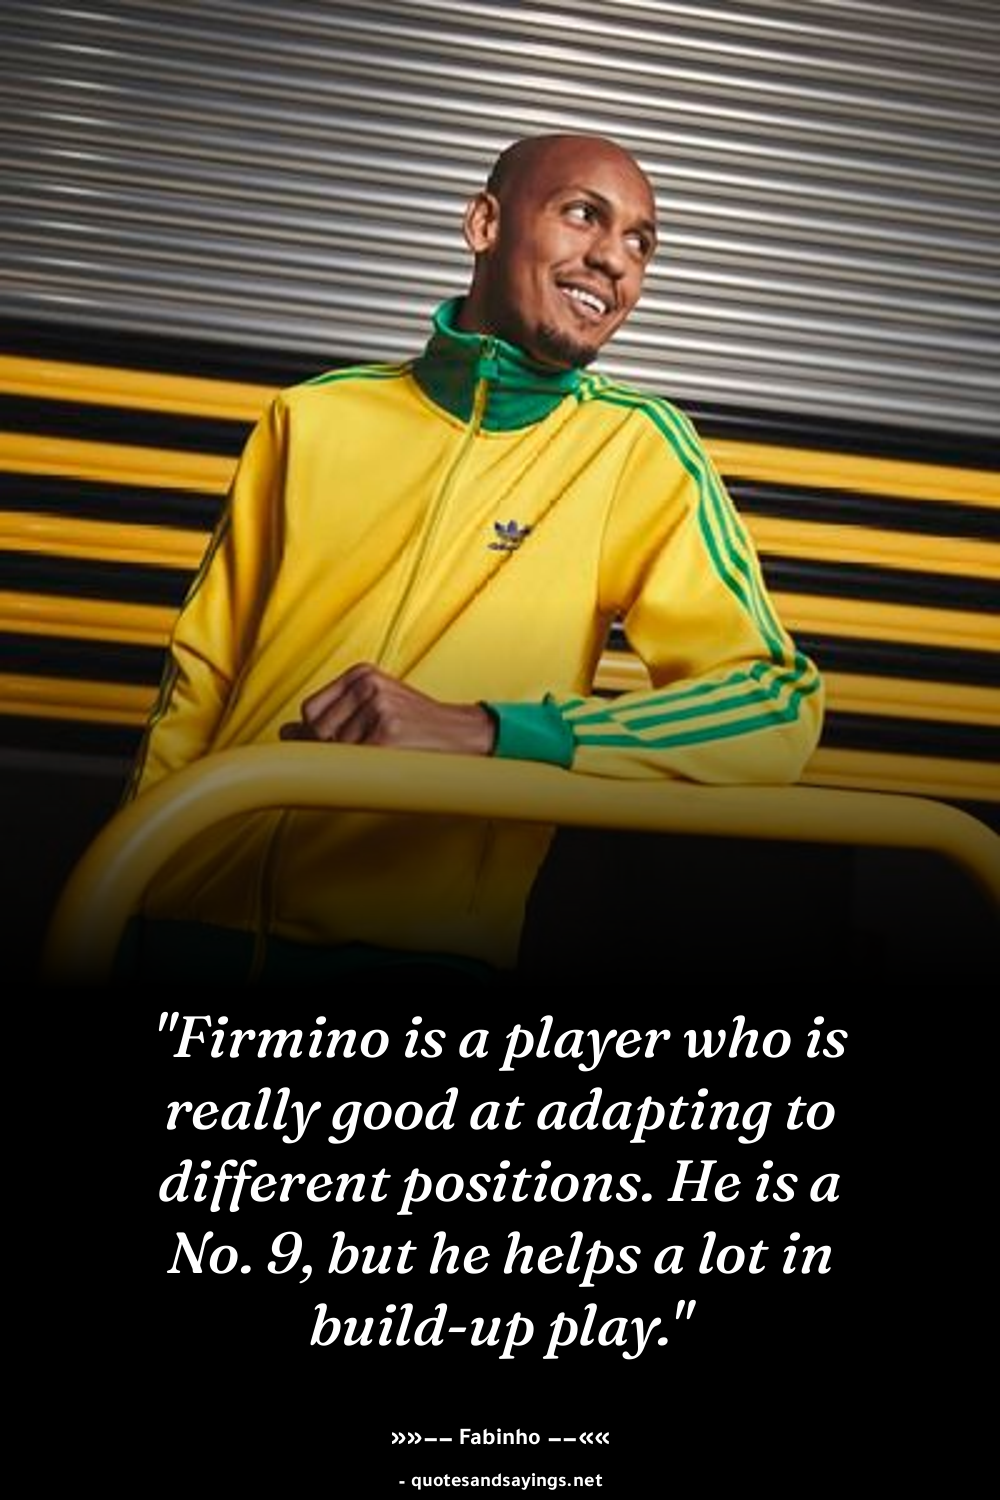 "Firmino is a player who is
really good at adapting to
different positions. He is a
No. 9, but he helps a lot in
build-up play."
»»–– Fabinho ––««
- quotesandsayings.net